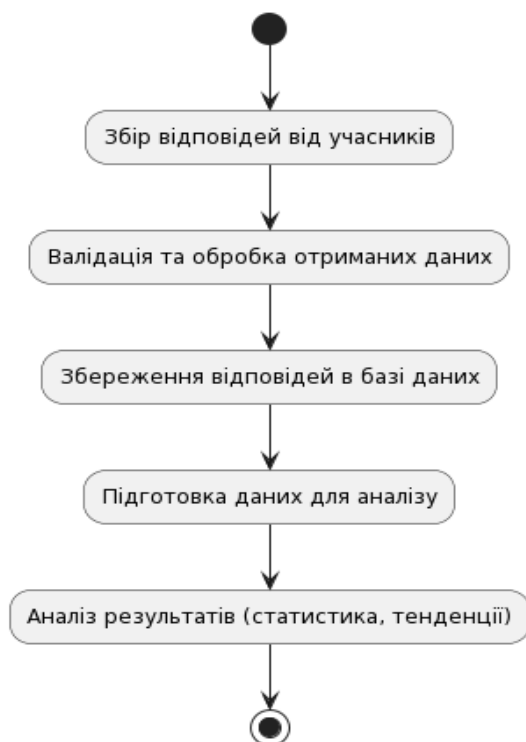 Збір відповідей від учасників
Валідація та обробка отриманих даних
Збереження відповідей в базі даних
Підготовка даних для аналізу
Аналіз результатів (статистика, тенденції)